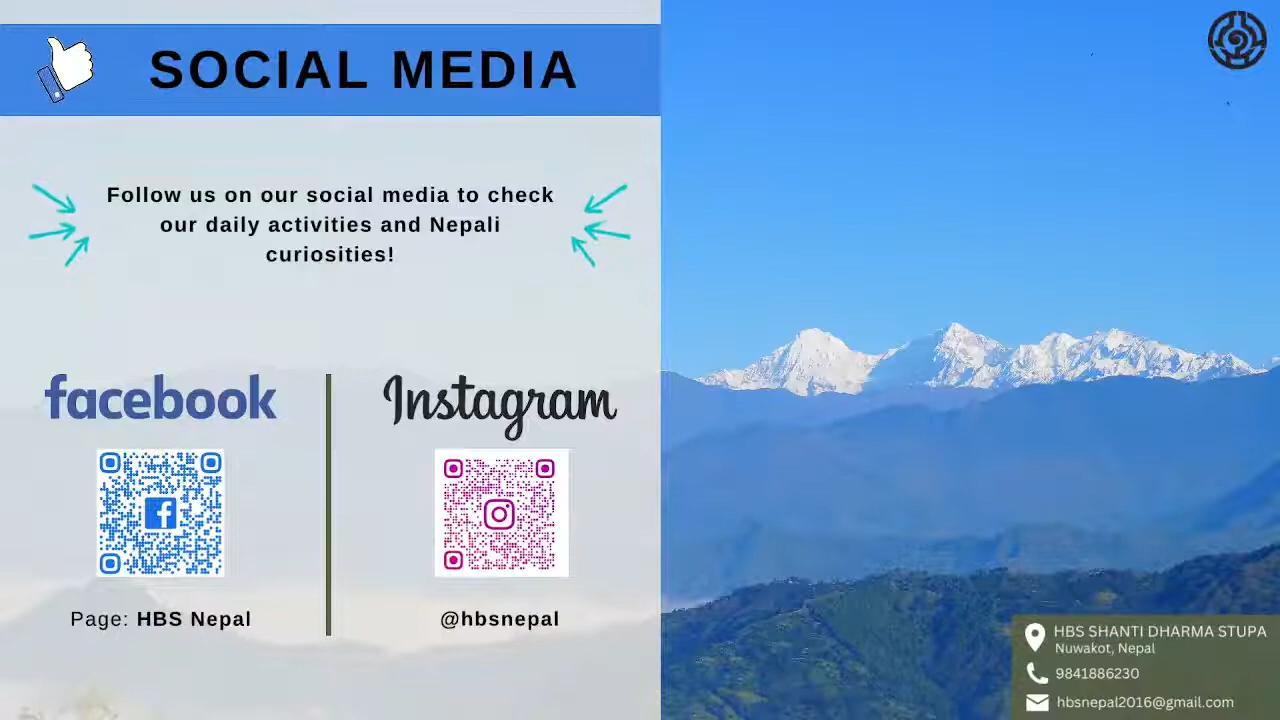 SOCIAL MEDIA
Follow us on our social media to check
our daily activities and Nepali
curiosities!
facebook
Instagram
Page: HBS Nepal
@hbsnepal
HBS SHANTI DHARMA STUPA
Nuwakot, Nepal
9841886230
hbsnepal2016@gmail.com